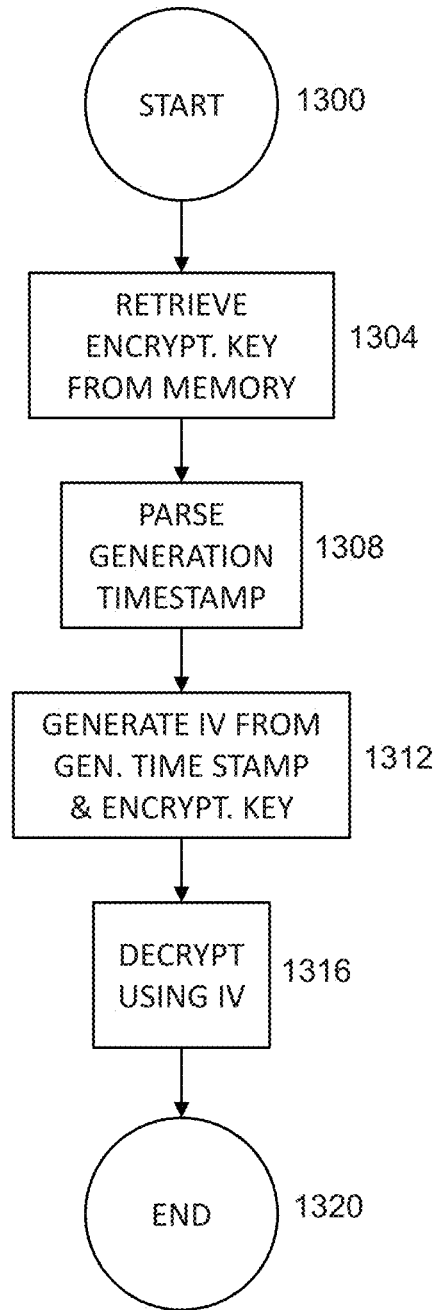 START
1300
RETRIEVE
ENCRYPT. KEY
FROM MEMORY
1304
PARSE
GENERATION
TIMESTAMP
1308
GENERATE IV FROM
GEN. TIME STAMP
& ENCRYPT. KEY
1312
DECRYPT
USING IV
1316
END
1320